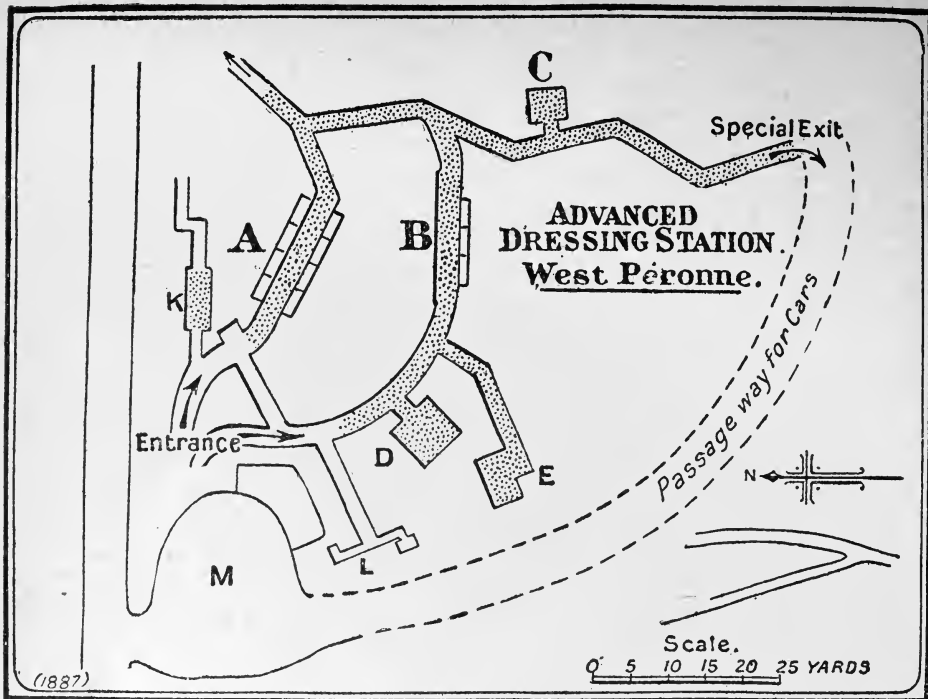 C
Special Exit
A
B
ADVANCED
DRESSING STATION.
West Péronne.
K
Passage way for Cars
Entrance
D
E
N
M
L
Scale.
0 5 10 15 20 25 YARDS
(1887)